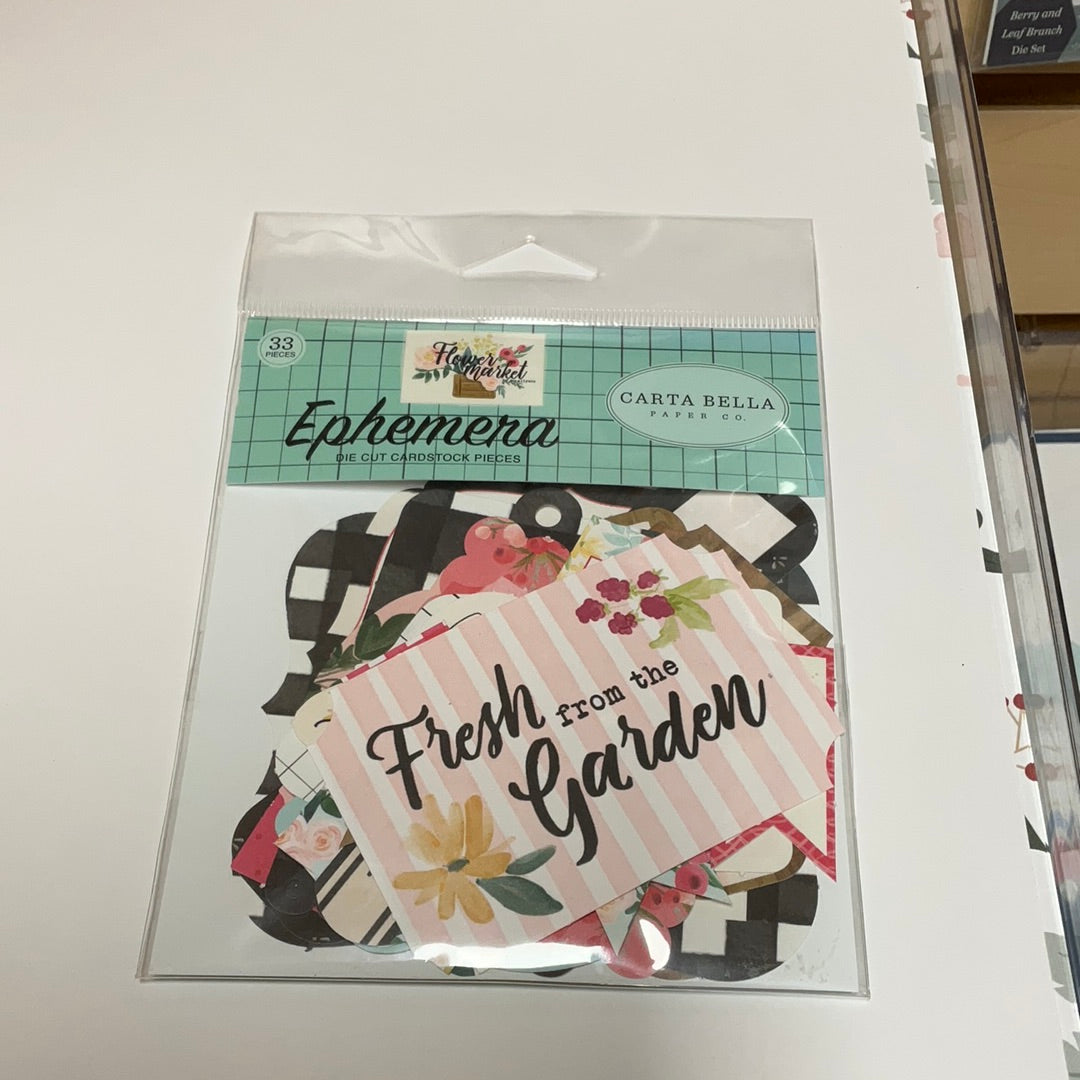 Berry and
Leaf Branch
Die Set
33
PIECES
Flower
Market
CARTA BELLA
PAPER CO.
Ephemera
DIE CUT CARDSTOCK PIECES
Fresh
from the
Garden